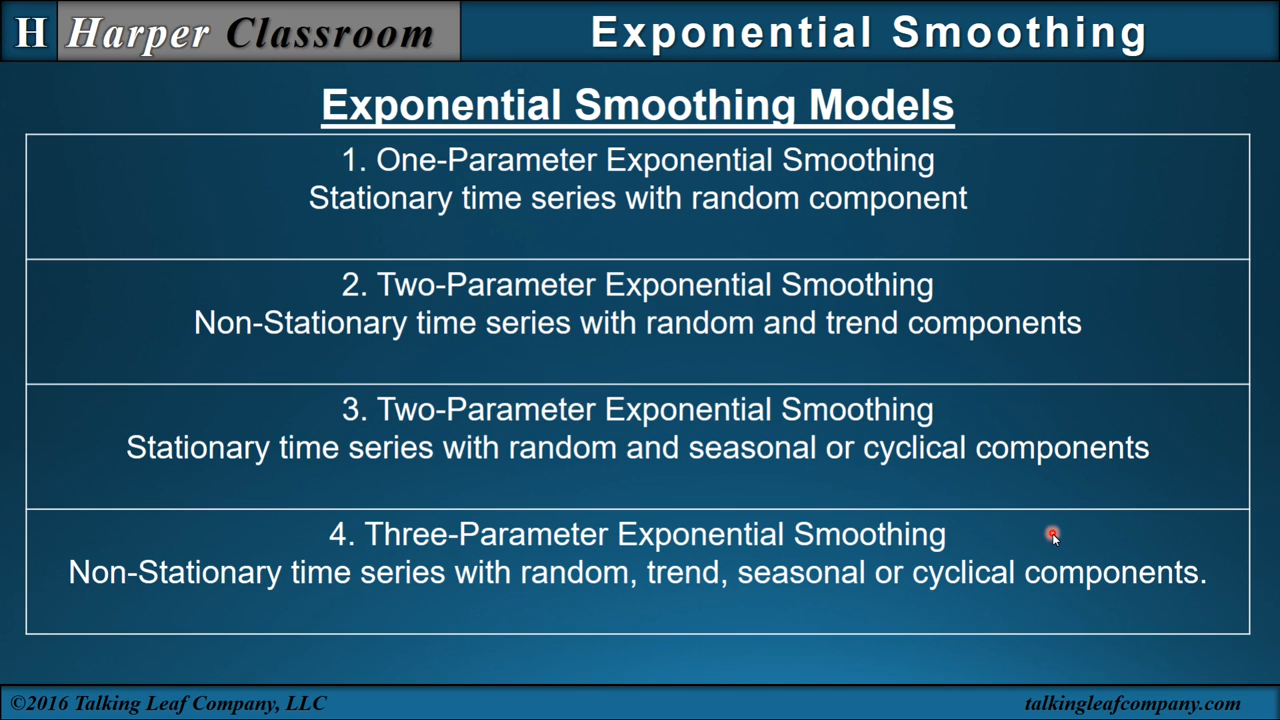 H Harper Classroom
Exponential Smoothing
Exponential Smoothing Models
1. One-Parameter Exponential Smoothing
Stationary time series with random component
2. Two-Parameter Exponential Smoothing
Non-Stationary time series with random and trend components
3. Two-Parameter Exponential Smoothing
Stationary time series with random and seasonal or cyclical components
4. Three-Parameter Exponential Smoothing
Non-Stationary time series with random, trend, seasonal or cyclical components.
©2016 Talking Leaf Company, LLC
talkingleafcompany.com